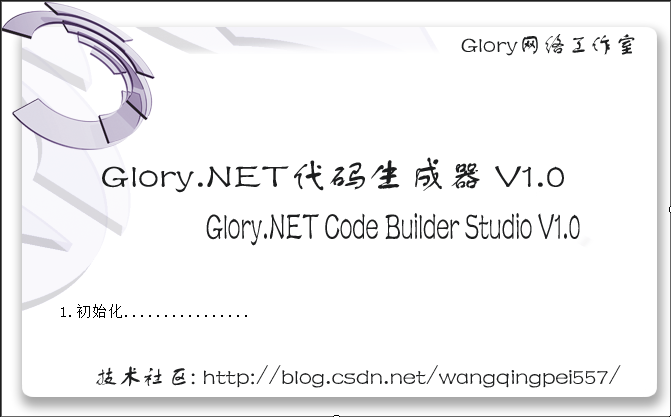 Glory网络工作室
Glory.NET代码生成器 V1.0
Glory.NET Code Builder Studio V1.0
1.初始化................
技术社区: http://blog.csdn.net/wangqingpei557/